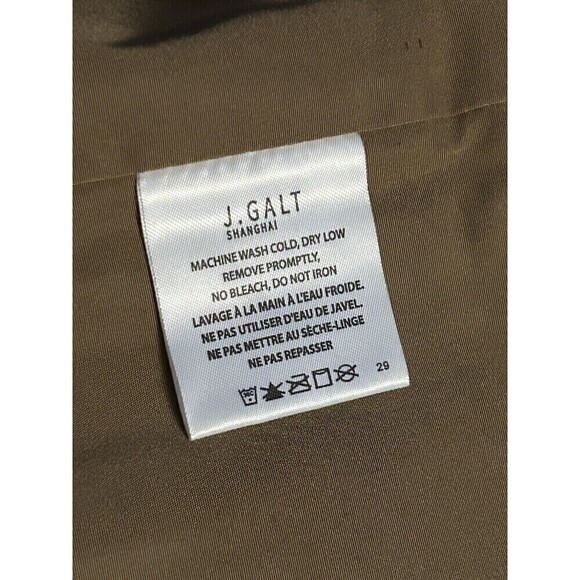 J.GALT
SHANGHAI
MACHINE WASH COLD, DRY LOW
REMOVE PROMPTLY,
NO BLEACH, DO NOT IRON
LAVAGE À LA MAIN À L'EAU FROIDE.
NE PAS UTILISER D'EAU DE JAVEL.
NE PAS METTRE AU SÈCHE-LINGE
NE PAS REPASSER
29